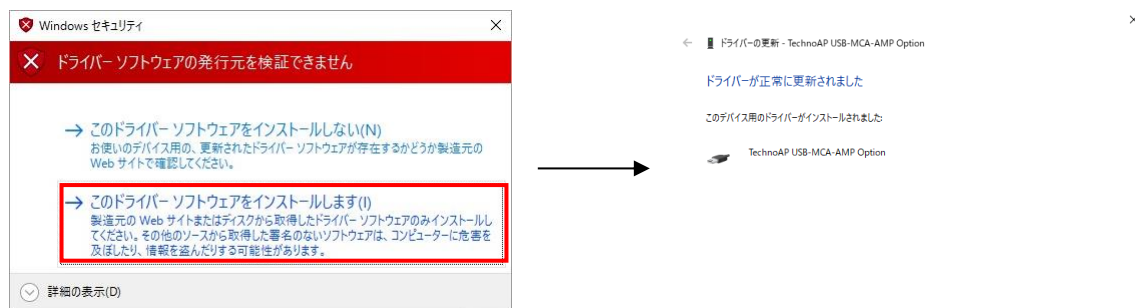 Windows セキュリティ
ドライバー ソフトウェアの発行元を検証できません
このドライバー ソフトウェアをインストールしない(N)
お使いのデバイス用の、更新されたドライバー ソフトウェアが存在するかどうか製造元の
Web サイトで確認してください。
このドライバー ソフトウェアをインストールします(I)
製造元の Web サイトまたはディスクから取得したドライバー ソフトウェアのみインストールし
てください。その他のソースから取得した署名のないソフトウェアは、コンピューターに危害を
及ぼしたり、情報を盗んだりする可能性があります。
詳細の表示(D)
ドライバーの更新 - TechnoAP USB-MCA-AMP Option
ドライバーが正常に更新されました
このデバイス用のドライバーがインストールされました:
TechnoAP USB-MCA-AMP Option